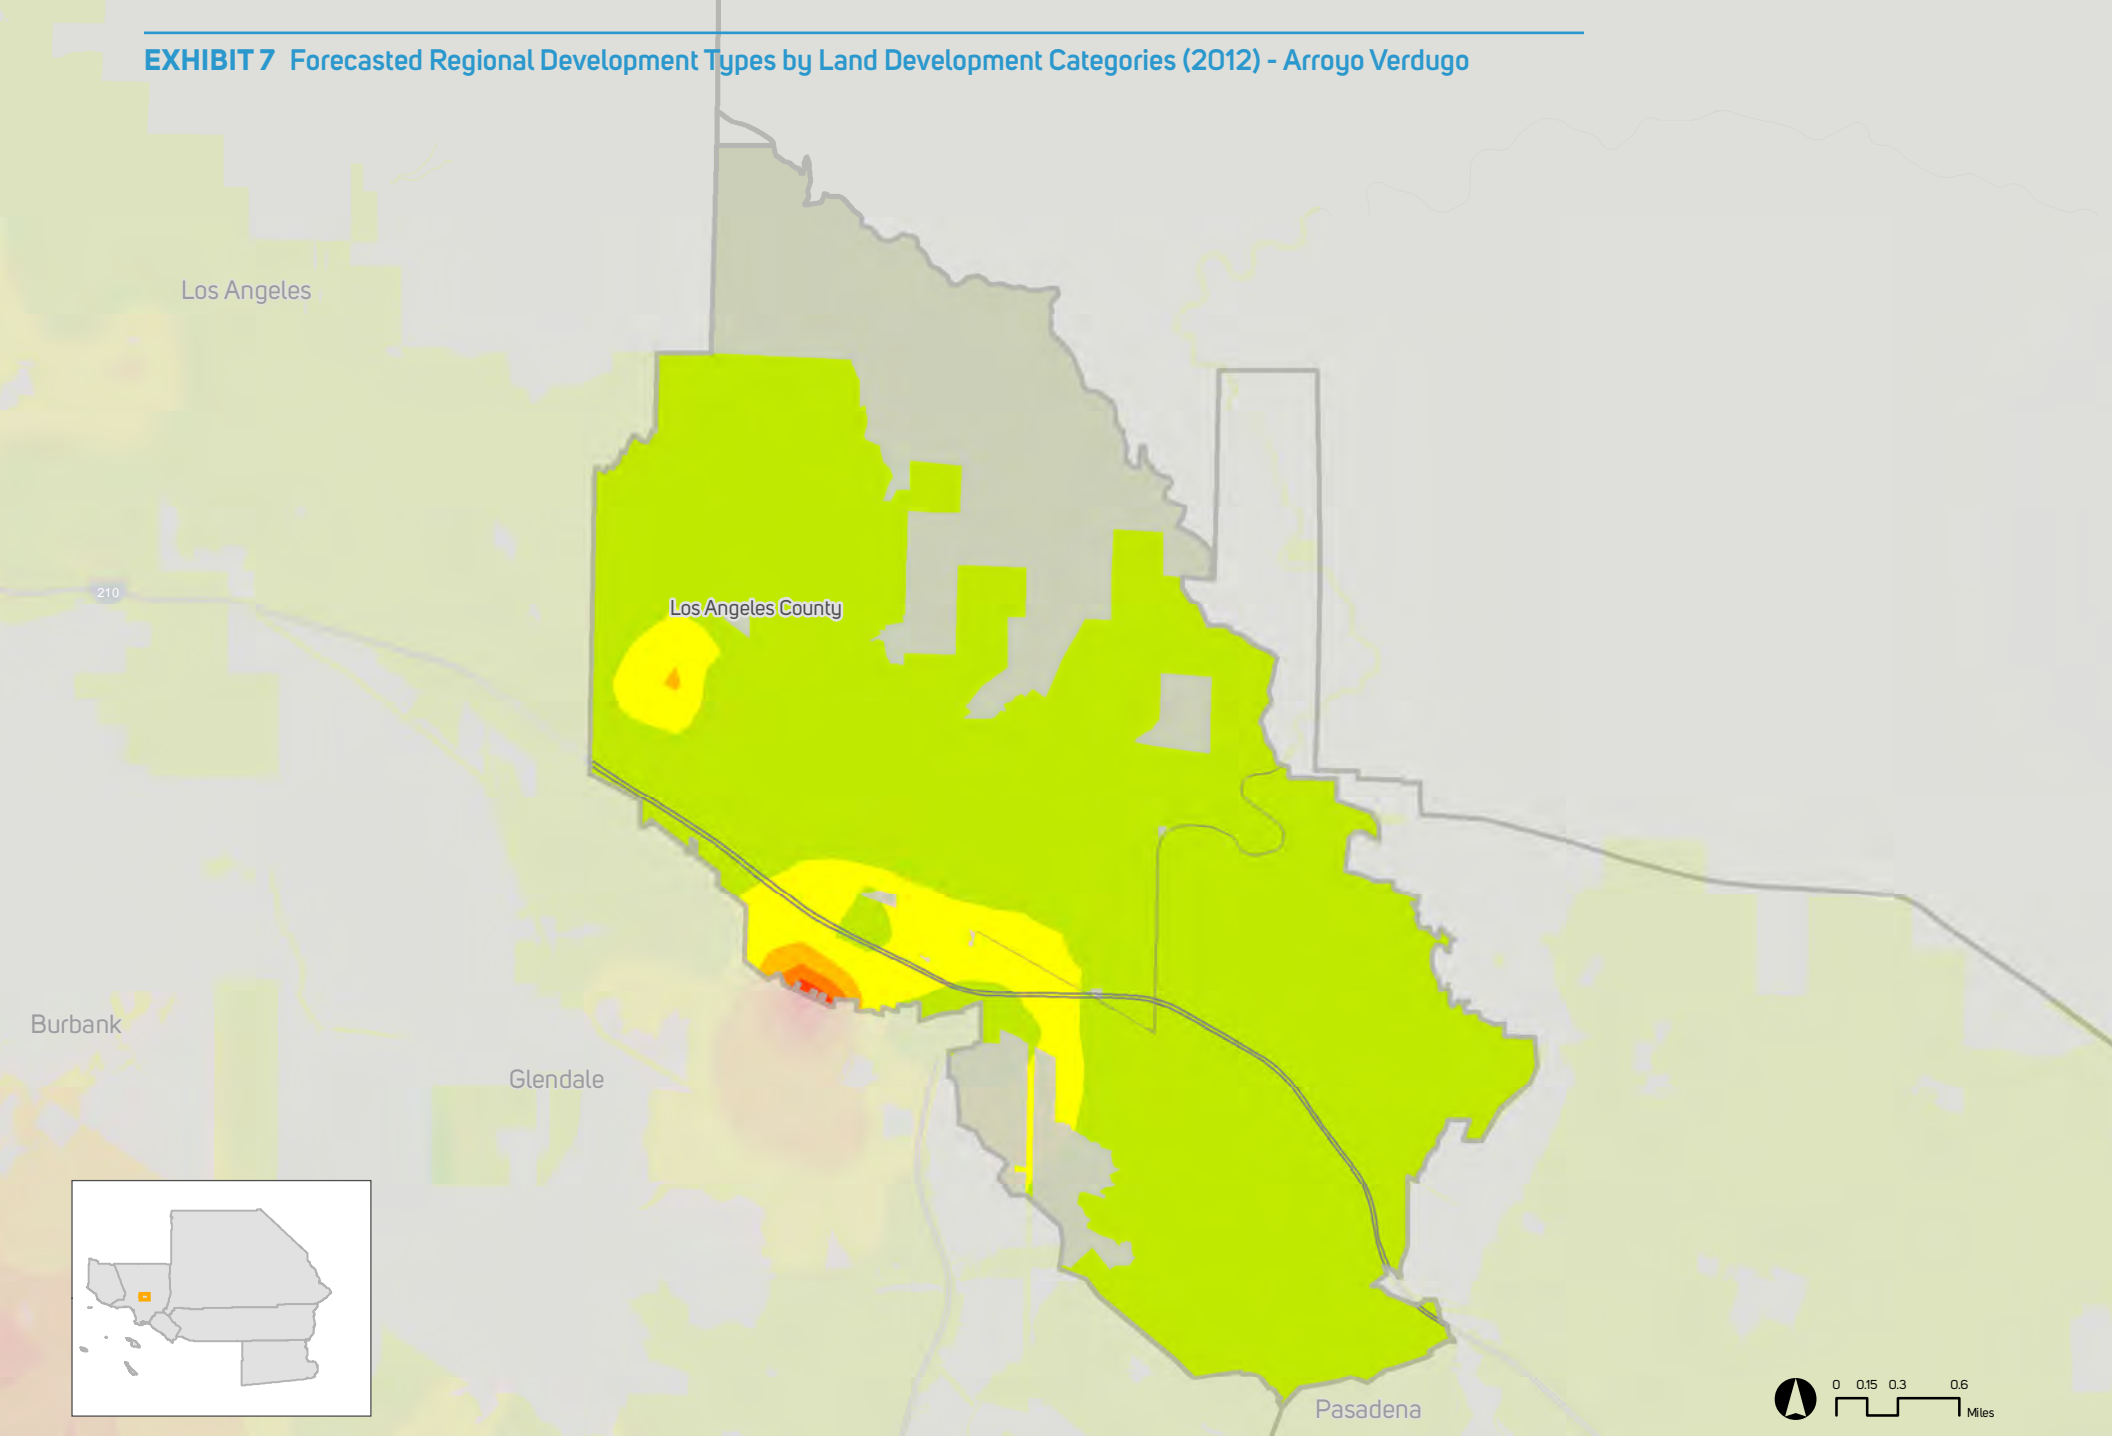 EXHIBIT 7 Forecasted Regional Development Types by Land Development Categories (2012) - Arroyo Verdugo
Los Angeles
210
Los Angeles County
Burbank
Glendale
Pasadena
0 0.15 0.3 0.6
Miles